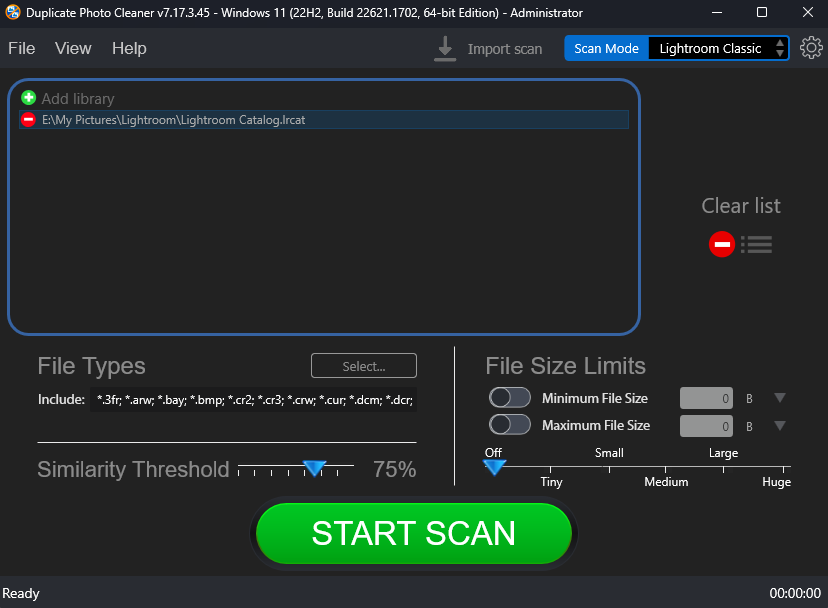 Duplicate Photo Cleaner v7.17.3.45 - Windows 11 (22H2, Build 22621.1702, 64-bit Edition) - Administrator
File View Help Import scan Scan Mode Lightroom Classic
Add library
E:\My Pictures\Lightroom\Lightroom Catalog.lrcat
Clear list
File Types Select...
Include: *.3fr; *.arw; *.bay; *.bmp; *.cr2; *.cr3; *.crw; *.cur; *.dcm; *.dcr;
Similarity Threshold 75%
File Size Limits
Minimum File Size 0 B
Maximum File Size 0 B
Off Small Large
Tiny Medium Huge
START SCAN
Ready 00:00:00